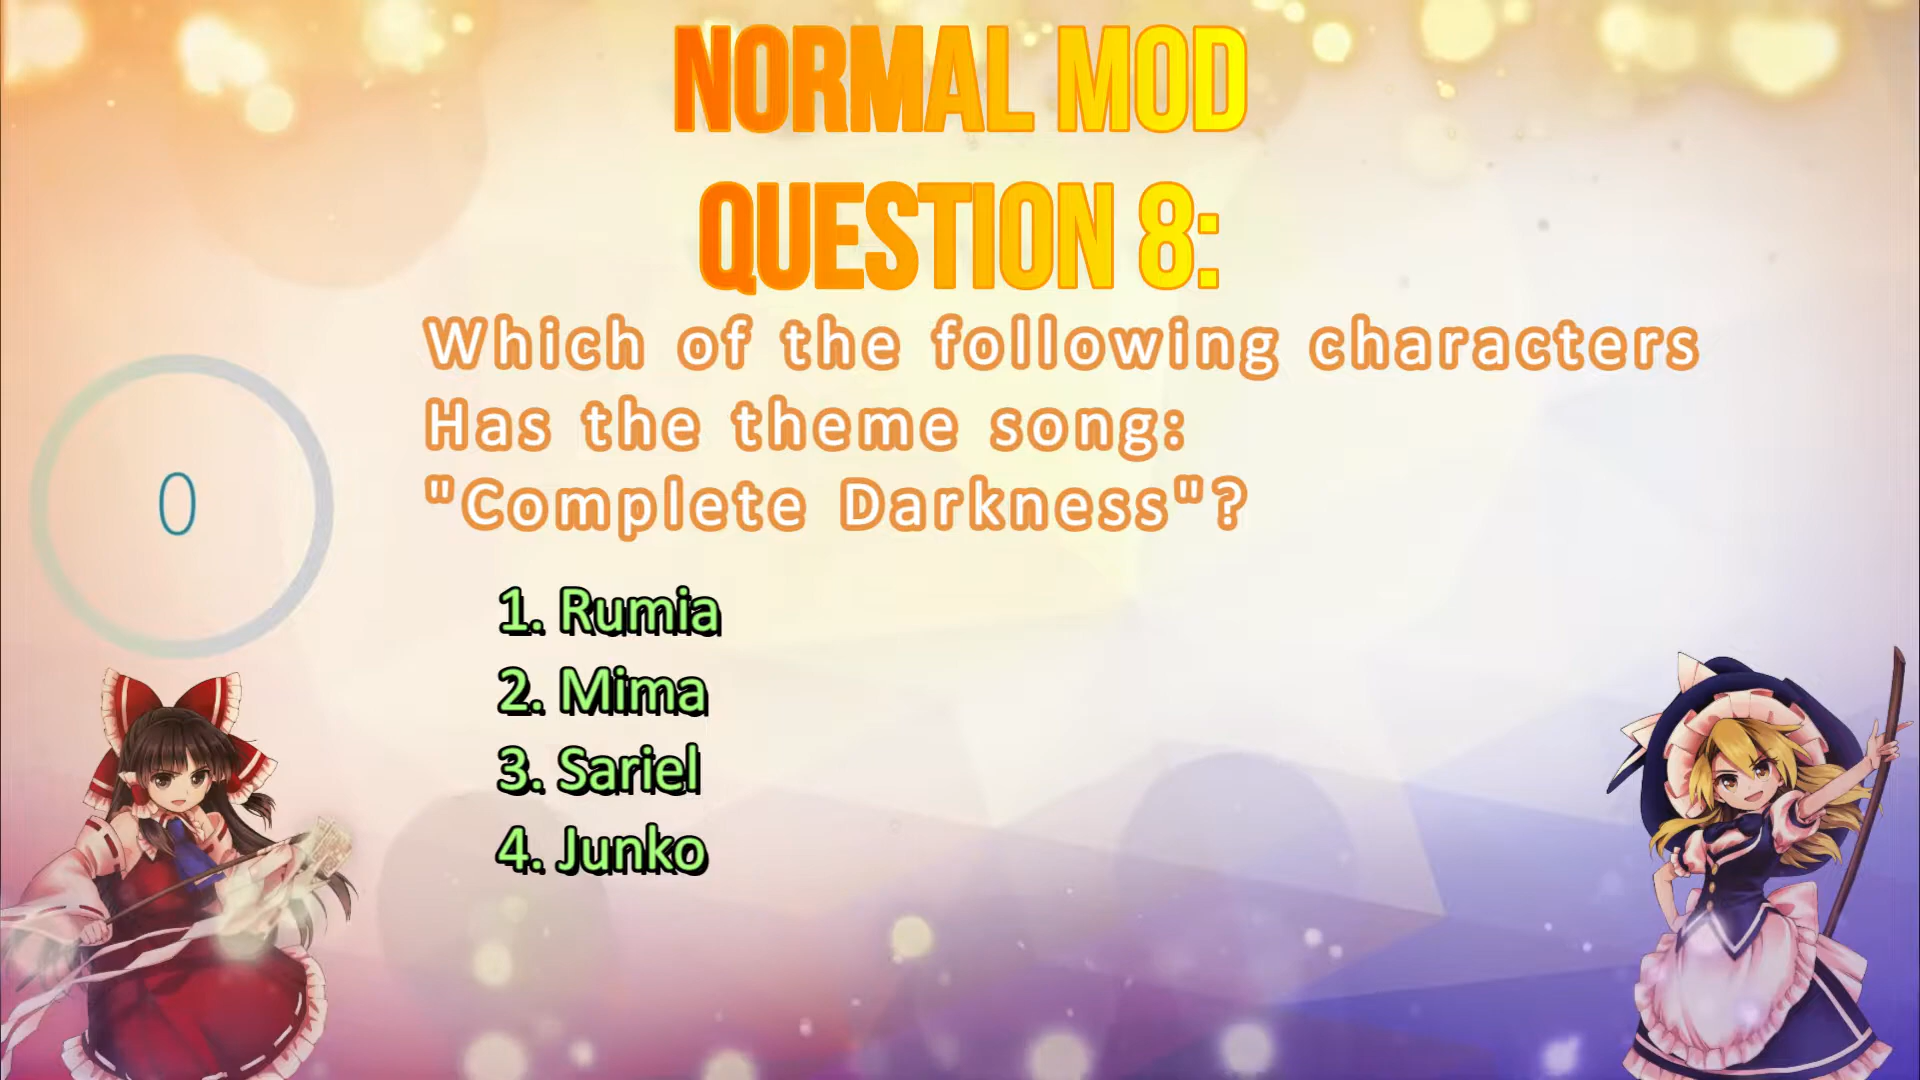 NORMAL MOD
QUESTION 8:
Which of the following characters
Has the theme song:
"Complete Darkness"?
0
1. Rumia
2. Mima
3. Sariel
4. Junko